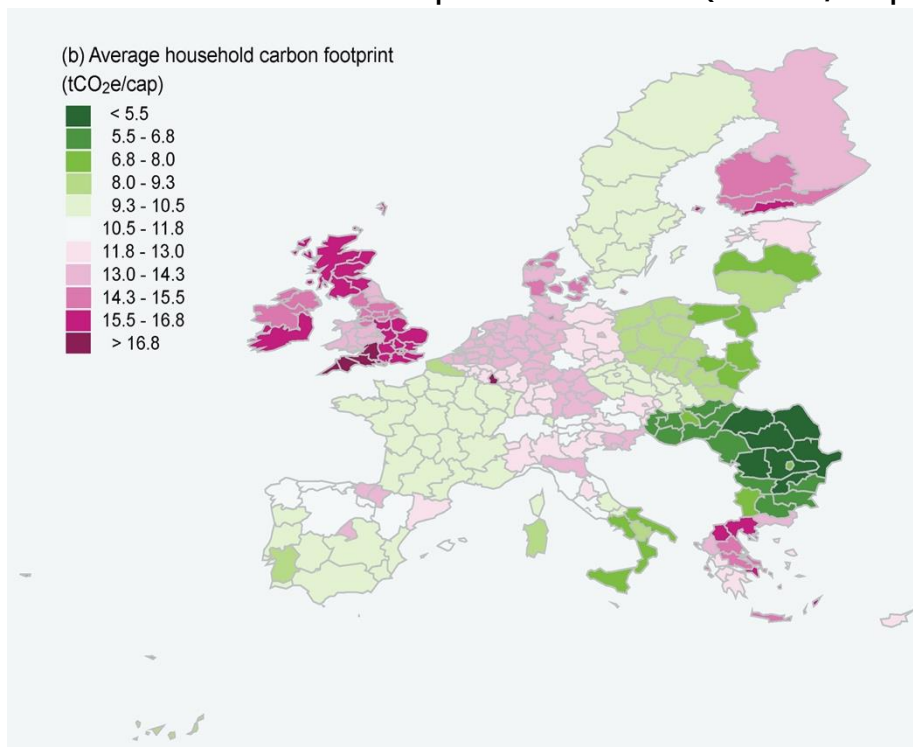 (b) Average household carbon footprint
(tCO₂e/cap)
< 5.5
5.5 - 6.8
6.8 - 8.0
8.0 - 9.3
9.3 - 10.5
10.5 - 11.8
11.8 - 13.0
13.0 - 14.3
14.3 - 15.5
15.5 - 16.8
> 16.8